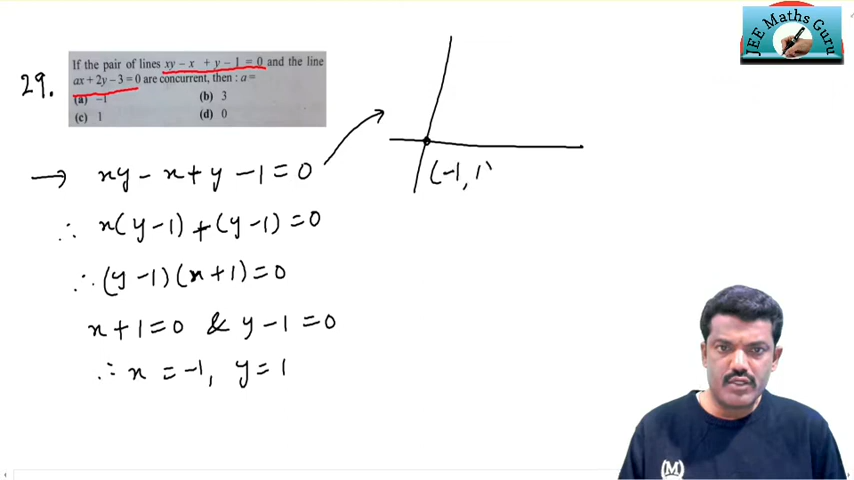 JEE Maths Guru
29.
If the pair of lines xy – x + y – 1 = 0 and the line
ax + 2y – 3 = 0 are concurrent, then : a =
(a) –1 (b) 3
(c) 1 (d) 0
→ xy - x + y - 1 = 0
∴ x(y-1) + (y-1) = 0
∴ (y-1)(x+1) = 0
x+1 = 0 & y-1 = 0
∴ x = -1, y = 1
(-1, 1)
(M)